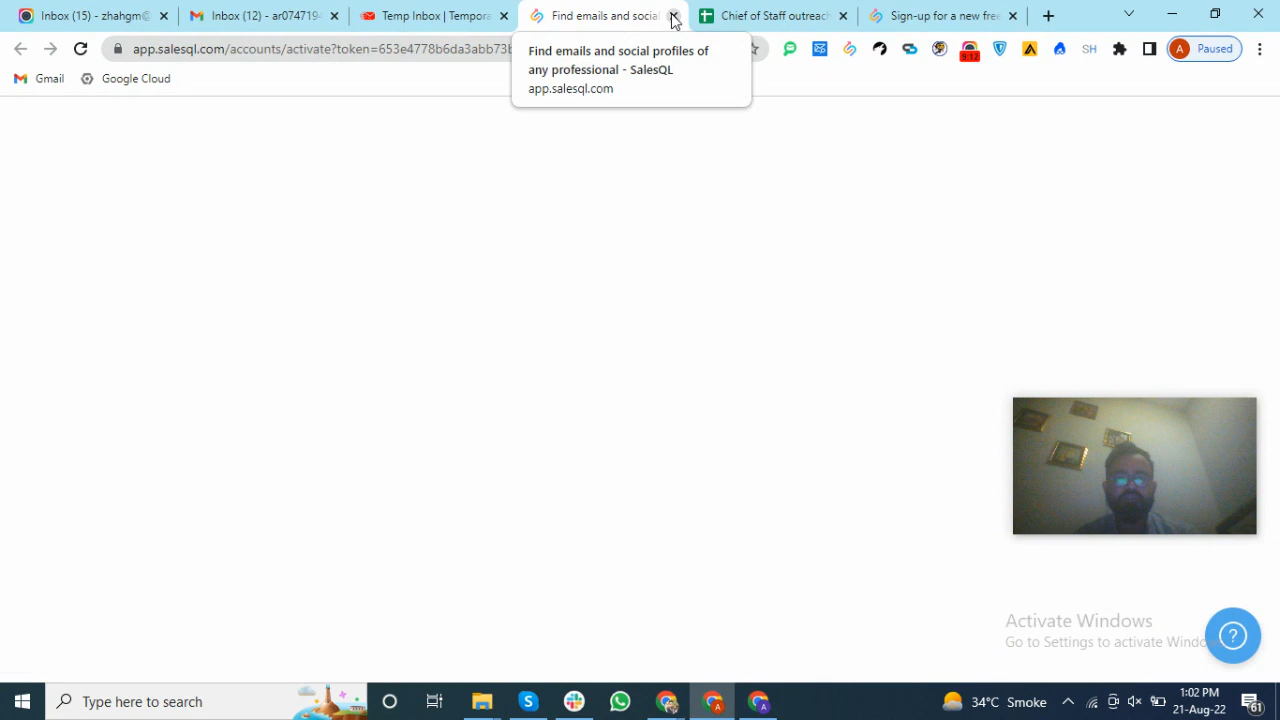 Inbox (15) - zhahgm@
Inbox (12) - ar074719
Temp Inbox | Tempora
Find emails and social
Chief of Staff outreach
Sign-up for a new free
app.salesql.com/accounts/activate?token=653e4778b6da3abb73b
9:12
SH
A
Paused
Gmail
Google Cloud
Find emails and social profiles of
any professional - SalesQL
app.salesql.com
Activate Windows
Go to Settings to activate Windo
Type here to search
34°C Smoke
1:02 PM
21-Aug-22
61